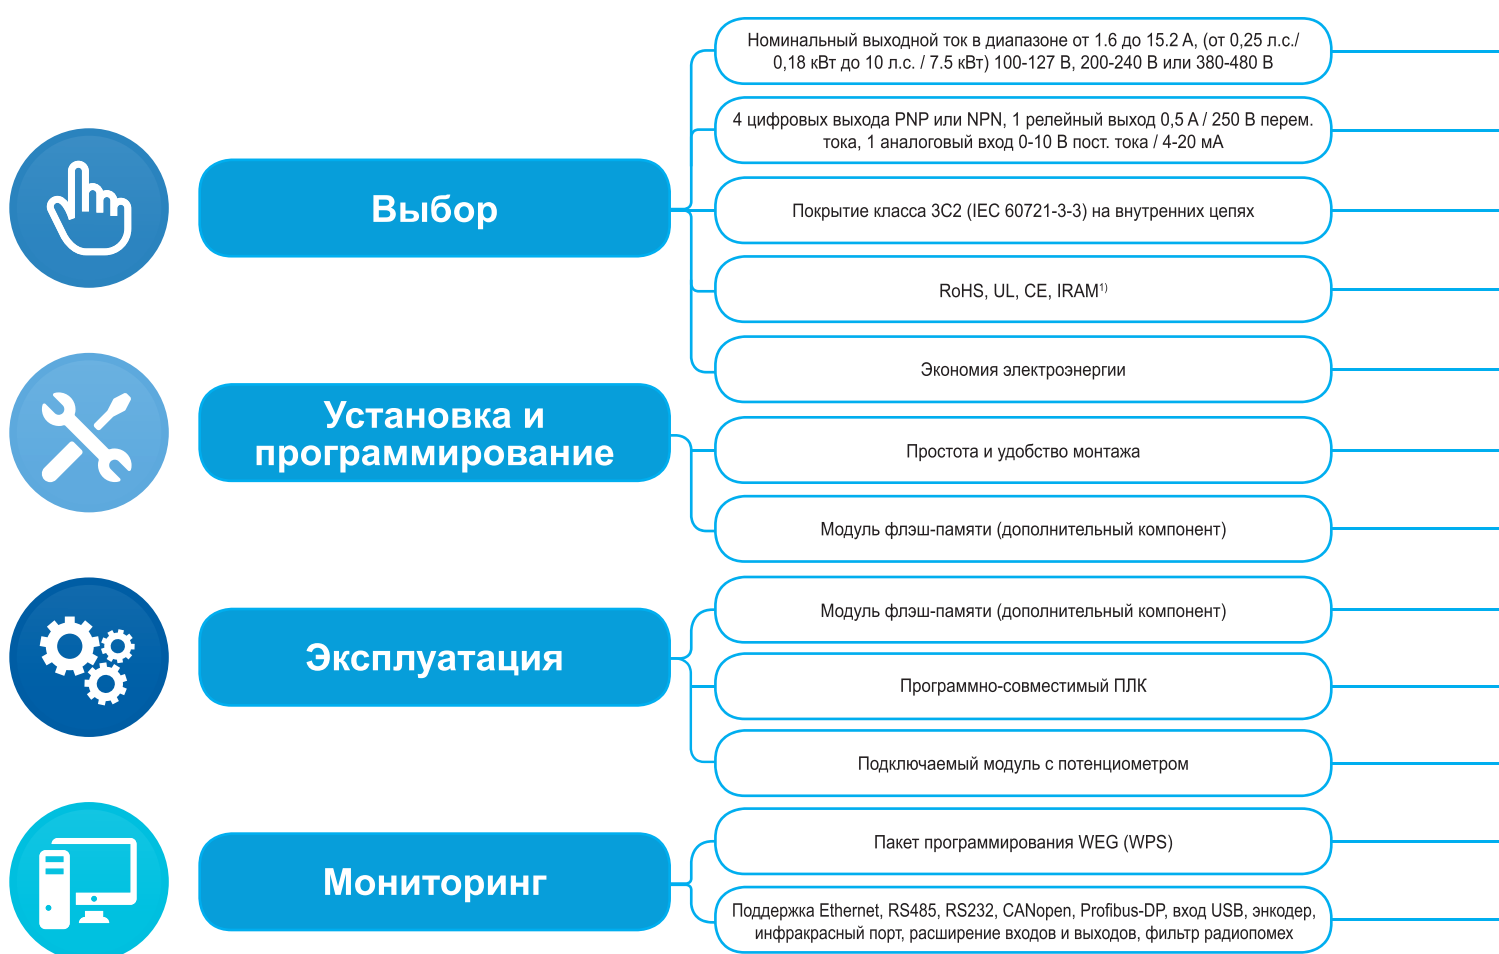 Выбор
Номинальный выходной ток в диапазоне от 1.6 до 15.2 А, (от 0,25 л.с./
0,18 кВт до 10 л.с. / 7.5 кВт) 100-127 В, 200-240 В или 380-480 В
4 цифровых выхода PNP или NPN, 1 релейный выход 0,5 А / 250 В перем.
тока, 1 аналоговый вход 0-10 В пост. тока / 4-20 мА
Покрытие класса 3C2 (IEC 60721-3-3) на внутренних цепях
RoHS, UL, CE, IRAM¹⁾
Экономия электроэнергии
Установка и
программирование
Простота и удобство монтажа
Модуль флэш-памяти (дополнительный компонент)
Эксплуатация
Модуль флэш-памяти (дополнительный компонент)
Программно-совместимый ПЛК
Подключаемый модуль с потенциометром
Мониторинг
Пакет программирования WEG (WPS)
Поддержка Ethernet, RS485, RS232, CANopen, Profibus-DP, вход USB, энкодер,
инфракрасный порт, расширение входов и выходов, фильтр радиопомех